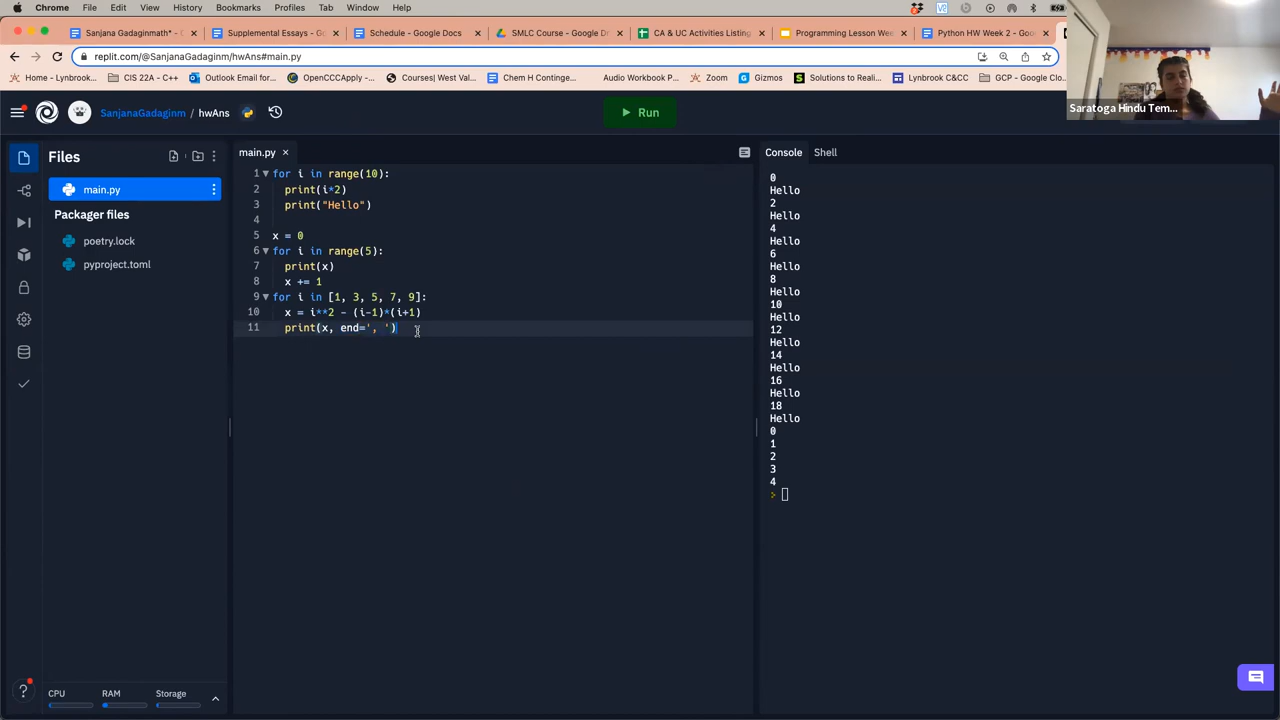 Chrome File Edit View History Bookmarks Profiles Tab Window Help
Sanjana Gadaginmath* - C Supplemental Essays - Goog Schedule - Google Docs SMLC Course - Google Dr CA & UC Activities Listing Programming Lesson Week Python HW Week 2 - Goog
replit.com/@SanjanaGadaginm/hwAns#main.py
Home - Lynbrook... CIS 22A - C++ Outlook Email for... OpenCCCApply Courses| West Val... Chem H Continge... Audio Workbook P... Zoom Gizmos Solutions to Reali... Lynbrook C&CC GCP - Google Clo...
Saratoga Hindu Tem...
SanjanaGadaginm / hwAns
Run
Files
main.py
Packager files
poetry.lock
pyproject.toml
CPU RAM Storage
main.py
1 for i in range(10):
2 print(i*2)
3 print("Hello")
4
5 x = 0
6 for i in range(5):
7 print(x)
8 x += 1
9 for i in [1, 3, 5, 7, 9]:
10 x = i**2 - (i-1)*(i+1)
11 print(x, end=', ')
Console Shell
0
Hello
2
Hello
4
Hello
6
Hello
8
Hello
10
Hello
12
Hello
14
Hello
16
Hello
18
Hello
0
1
2
3
4
>